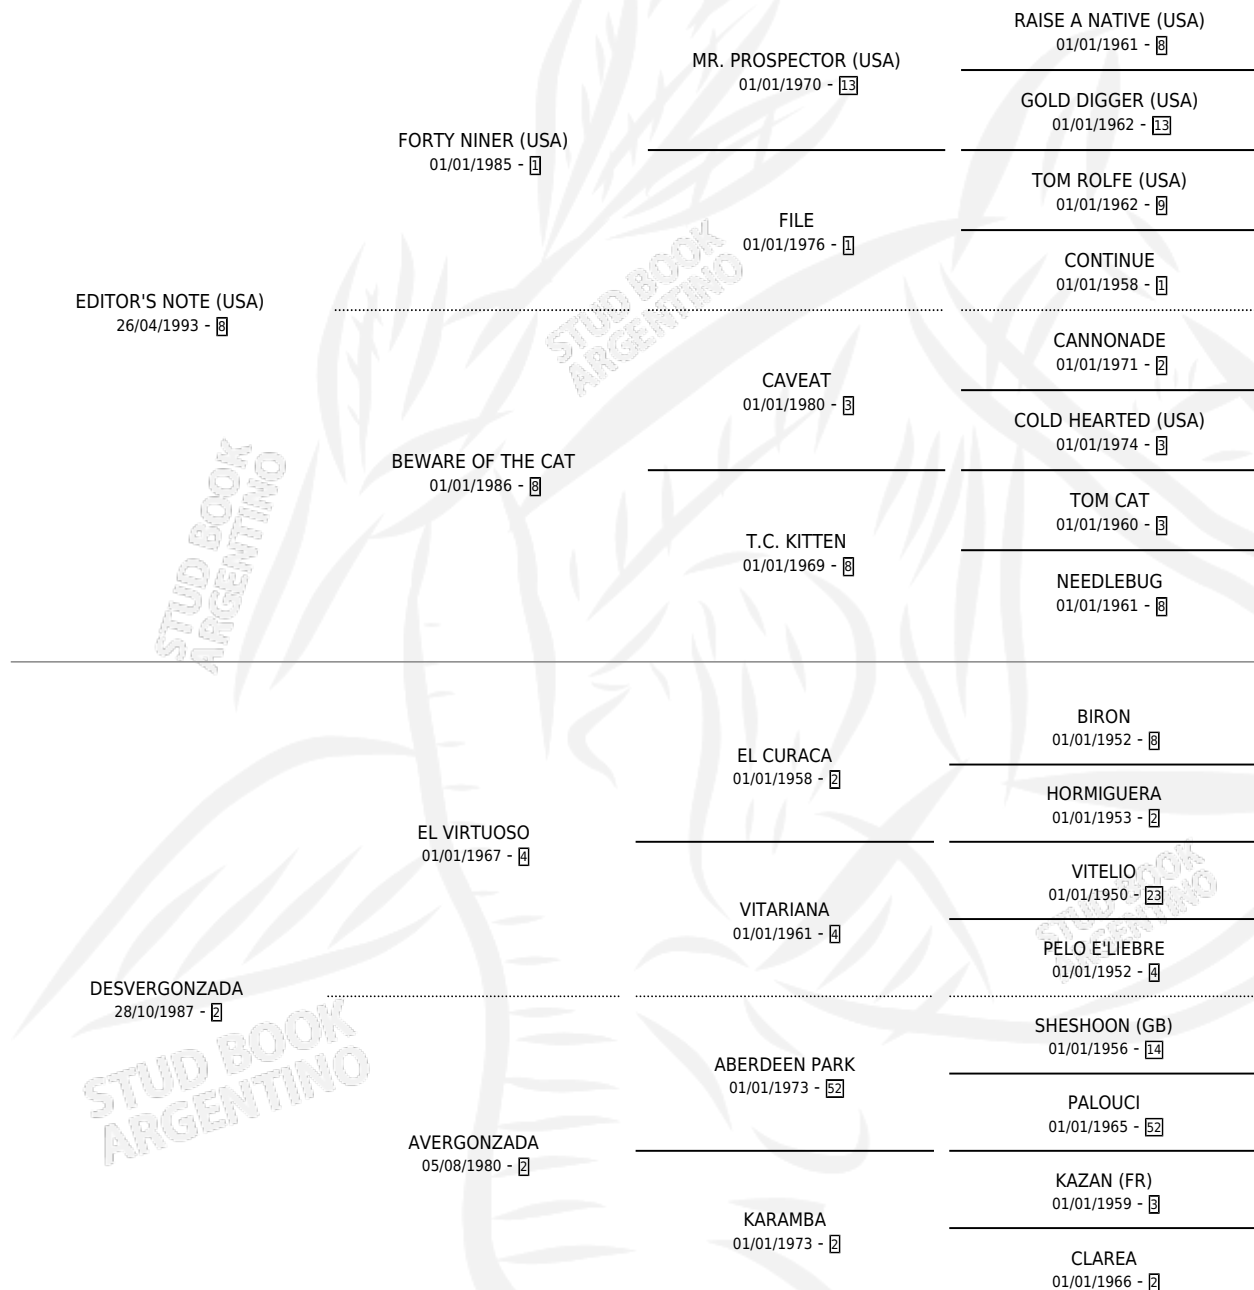 RAISE A NATIVE (USA)
01/01/1961 - 8
MR. PROSPECTOR (USA)
01/01/1970 - 13
GOLD DIGGER (USA)
01/01/1962 - 13
FORTY NINER (USA)
01/01/1985 - 1
TOM ROLFE (USA)
01/01/1962 - 9
FILE
01/01/1976 - 1
CONTINUE
01/01/1958 - 1
EDITOR'S NOTE (USA)
26/04/1993 - 8
CANNONADE
01/01/1971 - 2
CAVEAT
01/01/1980 - 3
COLD HEARTED (USA)
01/01/1974 - 3
BEWARE OF THE CAT
01/01/1986 - 8
TOM CAT
01/01/1960 - 3
T.C. KITTEN
01/01/1969 - 8
NEEDLEBUG
01/01/1961 - 8
BIRON
01/01/1952 - 8
EL CURACA
01/01/1958 - 2
HORMIGUERA
01/01/1953 - 2
EL VIRTUOSO
01/01/1967 - 4
VITELIO
01/01/1950 - 23
VITARIANA
01/01/1961 - 4
PELO E'LIEBRE
01/01/1952 - 4
DESVERGONZADA
28/10/1987 - 2
SHESHOON (GB)
01/01/1956 - 14
ABERDEEN PARK
01/01/1973 - 52
PALOUCI
01/01/1965 - 52
AVERGONZADA
05/08/1980 - 2
KAZAN (FR)
01/01/1959 - 3
KARAMBA
01/01/1973 - 2
CLAREA
01/01/1966 - 2
STUD BOOK
ARGENTINO
STUD BOOK
ARGENTINO
STUD BOOK
ARGENTINO
STUD BOOK
ARGENTINO